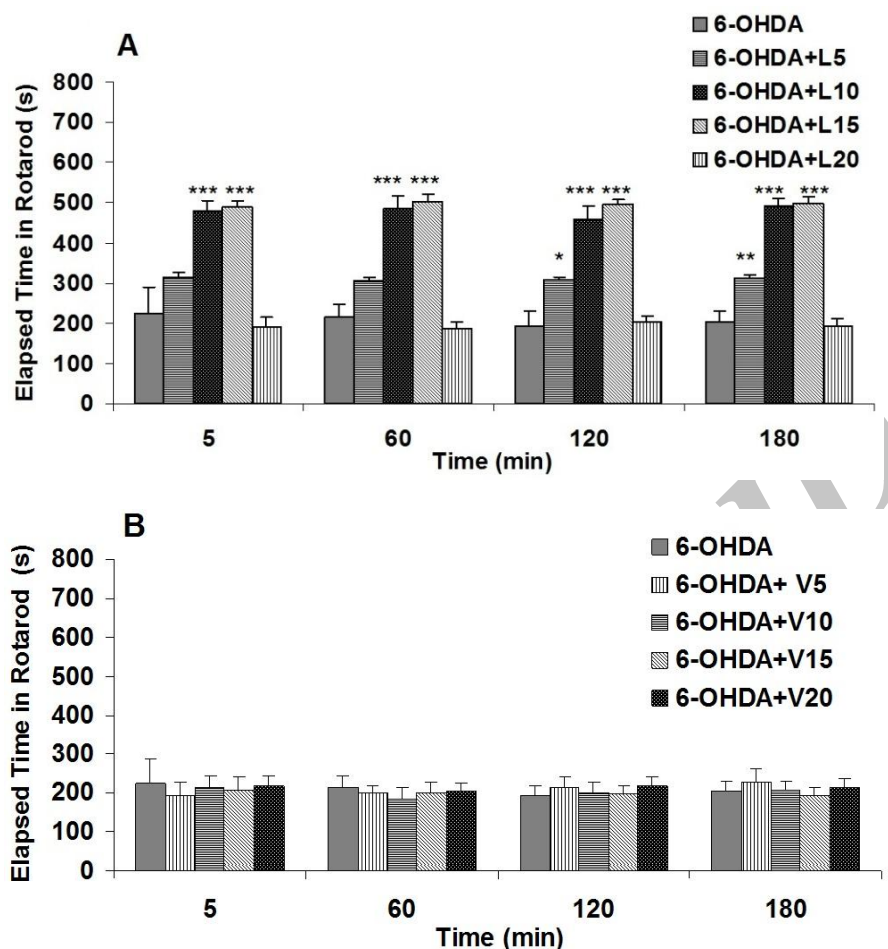 A
6-OHDA
6-OHDA+L5
6-OHDA+L10
6-OHDA+L15
6-OHDA+L20
Elapsed Time in Rotarod (s)
800
700
600
500
400
300
200
100
0
*** ***
*** ***
* *** ***
** *** ***
5 60 120 180
Time (min)
B
6-OHDA
6-OHDA+ V5
6-OHDA+V10
6-OHDA+V15
6-OHDA+V20
Elapsed Time in Rotarod (s)
800
700
600
500
400
300
200
100
0
5 60 120 180
Time (min)